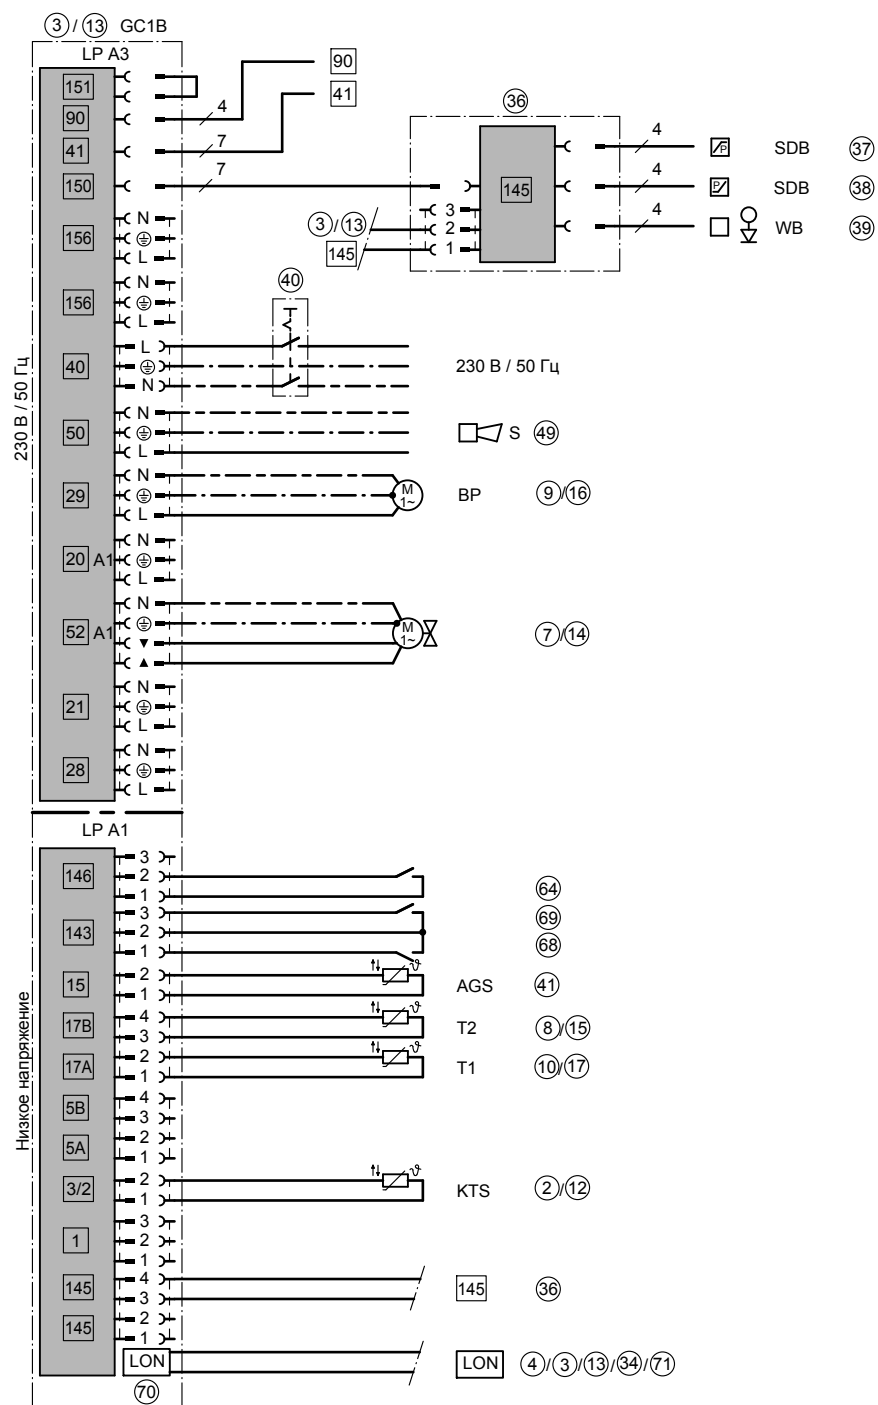 3 / 13 GC1B
LP A3
151
90
90
4
41
41
7
36
150
7
145
4
P
SDB
37
4
P
SDB
38
4
WB
39
3
2
1
3/13
145
156
N
L
156
N
L
40
230 В / 50 Гц
40
L
N
230 В / 50 Гц
50
N
L
S
49
29
N
L
M
1~
BP
9/16
20 A1
N
L
52 A1
N
▼
▲
M
1~
7/14
21
N
L
28
N
L
LP A1
Низкое напряжение
146
3
2
1
64
143
3
2
1
69
68
15
2
1
ϑ
AGS
41
17B
4
3
ϑ
T2
8/15
17A
2
1
ϑ
T1
10/17
5B
4
3
5A
2
1
3/2
2
1
ϑ
KTS
2/12
1
3
2
1
145
4
3
145
36
145
2
1
LON
LON
4/3/13/34/71
70